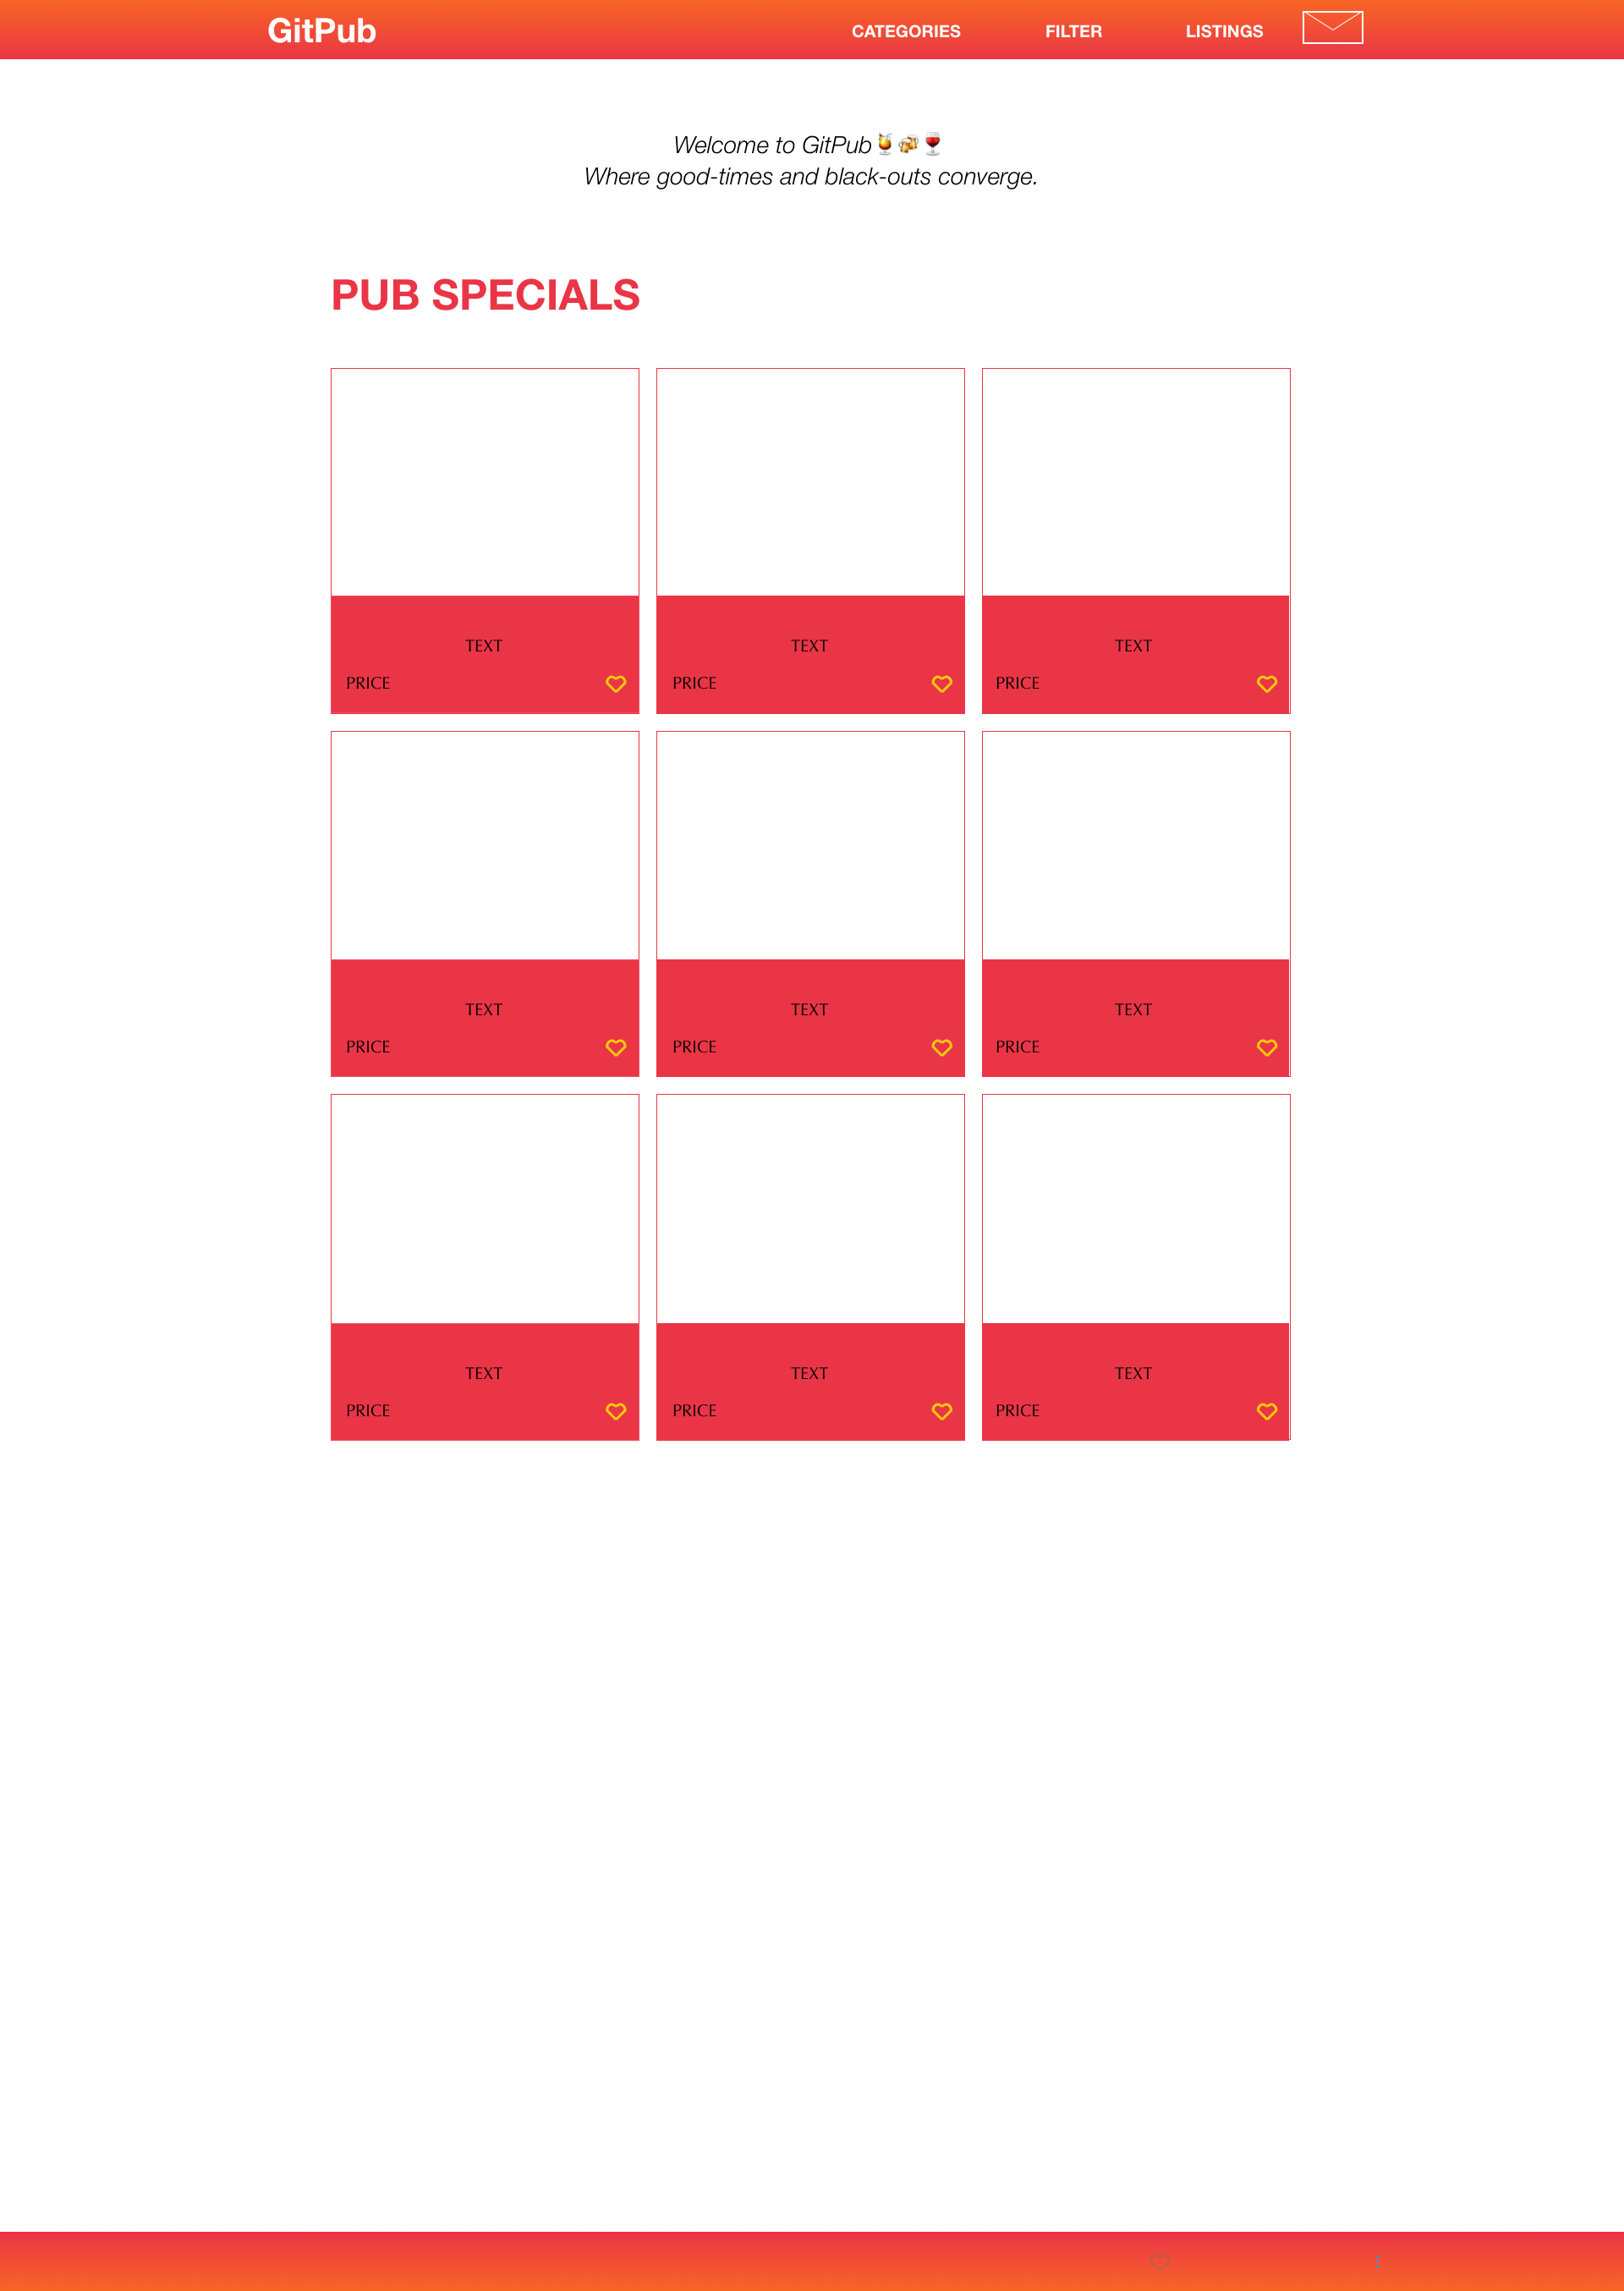 GitPub
CATEGORIES FILTER LISTINGS
Welcome to GitPub🍹🍻🍷
Where good-times and black-outs converge.
PUB SPECIALS
TEXT
PRICE
TEXT
PRICE
TEXT
PRICE
TEXT
PRICE
TEXT
PRICE
TEXT
PRICE
TEXT
PRICE
TEXT
PRICE
TEXT
PRICE